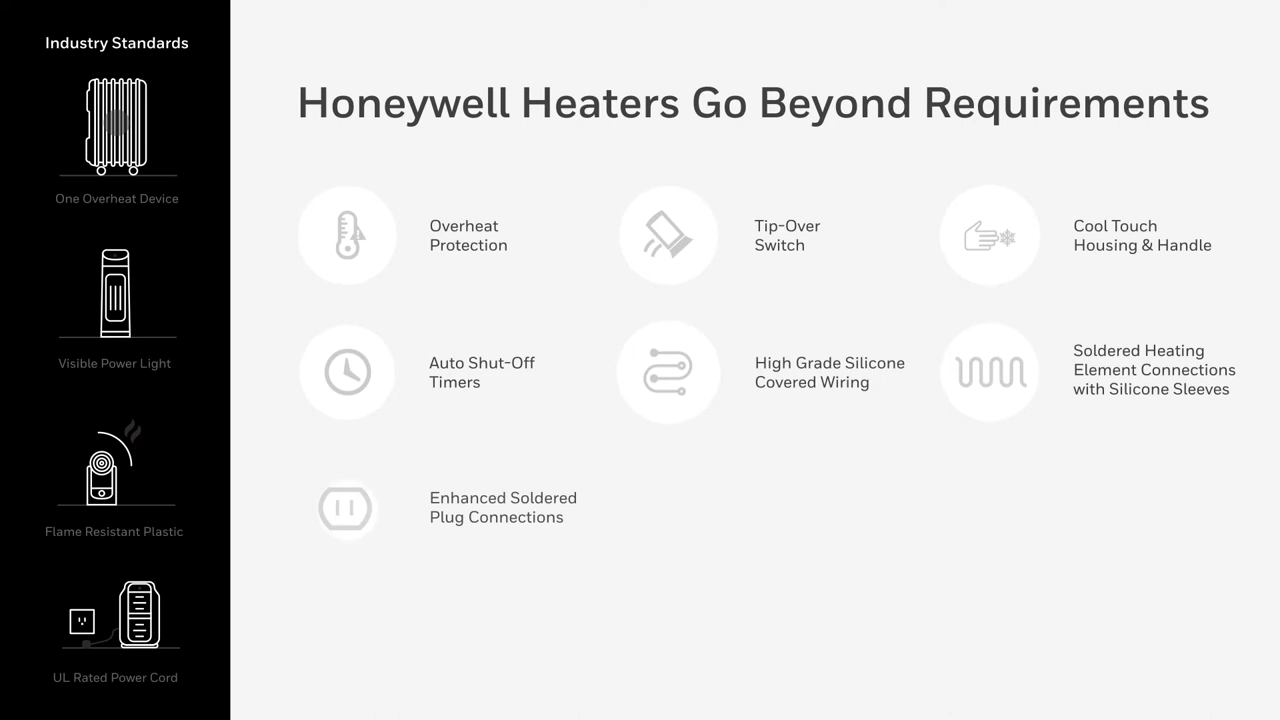 Industry Standards
One Overheat Device
Visible Power Light
Flame Resistant Plastic
UL Rated Power Cord
Honeywell Heaters Go Beyond Requirements
Overheat
Protection
Tip-Over
Switch
Cool Touch
Housing & Handle
Auto Shut-Off
Timers
High Grade Silicone
Covered Wiring
Soldered Heating
Element Connections
with Silicone Sleeves
Enhanced Soldered
Plug Connections